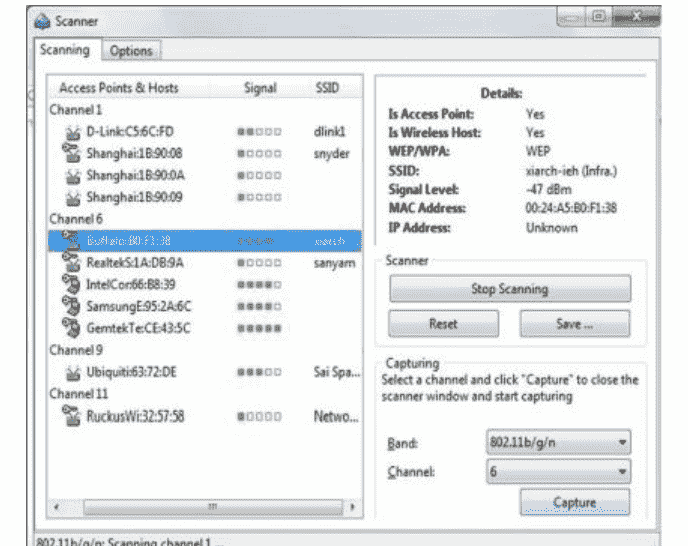 Scanner
Scanning Options
Access Points & Hosts Signal SSID
Channel 1
D-Link:C5:6C:FD dlink1
Shanghai:1B:90:08 snyder
Shanghai:1B:90:0A
Shanghai:1B:90:09
Channel 6
Buffalo:B0:F1:38 xiarch
RealtekS:1A:DB:9A sanyam
IntelCor:66:B8:39
SamsungE:95:2A:6C
GemtekTe:CE:43:5C
Channel 9
Ubiquiti:63:72:DE Sai Spa...
Channel 11
RuckusWi:32:57:58 Netwo...
Details:
Is Access Point: Yes
Is Wireless Host: Yes
WEP/WPA: WEP
SSID: xiarch-ieh (Infra.)
Signal Level: -47 dBm
MAC Address: 00:24:A5:B0:F1:38
IP Address: Unknown
Scanner
Stop Scanning
Reset Save ...
Capturing
Select a channel and click "Capture" to close the
scanner window and start capturing
Band: 802.11b/g/n
Channel: 6
Capture
802.11b/g/n: Scanning channel 1 ...